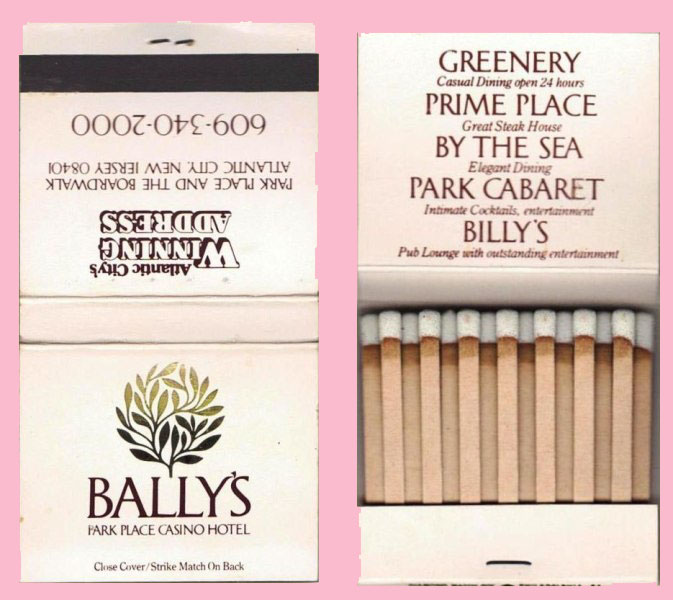 609-340-2000
PARK PLACE AND THE BOARDWALK
ATLANTIC CITY, NEW JERSEY 08401
Atlantic City's
WINNING
ADDRESS
BALLY'S
PARK PLACE CASINO HOTEL
Close Cover/Strike Match On Back
GREENERY
Casual Dining open 24 hours
PRIME PLACE
Great Steak House
BY THE SEA
Elegant Dining
PARK CABARET
Intimate Cocktails, entertainment
BILLY'S
Pub Lounge with outstanding entertainment